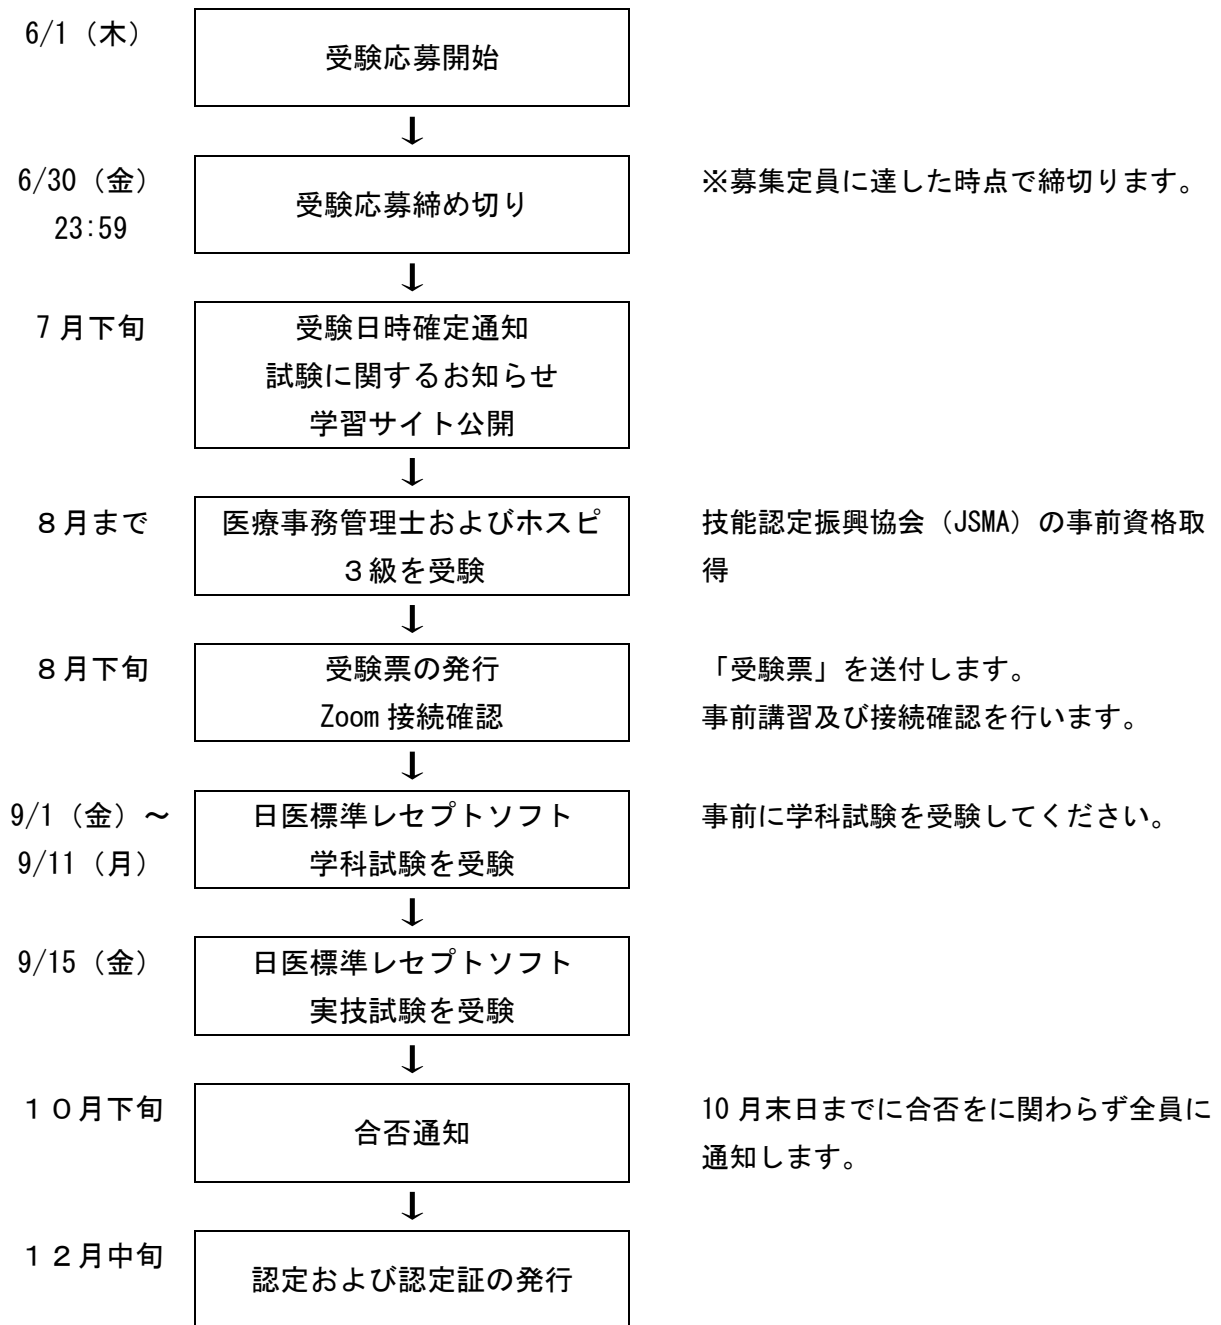 6/1（木）
受験応募開始
↓
6/30（金）
23:59
受験応募締め切り
※募集定員に達した時点で締切ります。
↓
7月下旬
受験日時確定通知
試験に関するお知らせ
学習サイト公開
↓
８月まで
医療事務管理士およびホスピ
３級を受験
技能認定振興協会（JSMA）の事前資格取
得
↓
８月下旬
受験票の発行
Zoom接続確認
「受験票」を送付します。
事前講習及び接続確認を行います。
↓
9/1（金）～
9/11（月）
日医標準レセプトソフト
学科試験を受験
事前に学科試験を受験してください。
↓
9/15（金）
日医標準レセプトソフト
実技試験を受験
↓
１０月下旬
合否通知
10月末日までに合否をに関わらず全員に
通知します。
↓
１２月中旬
認定および認定証の発行